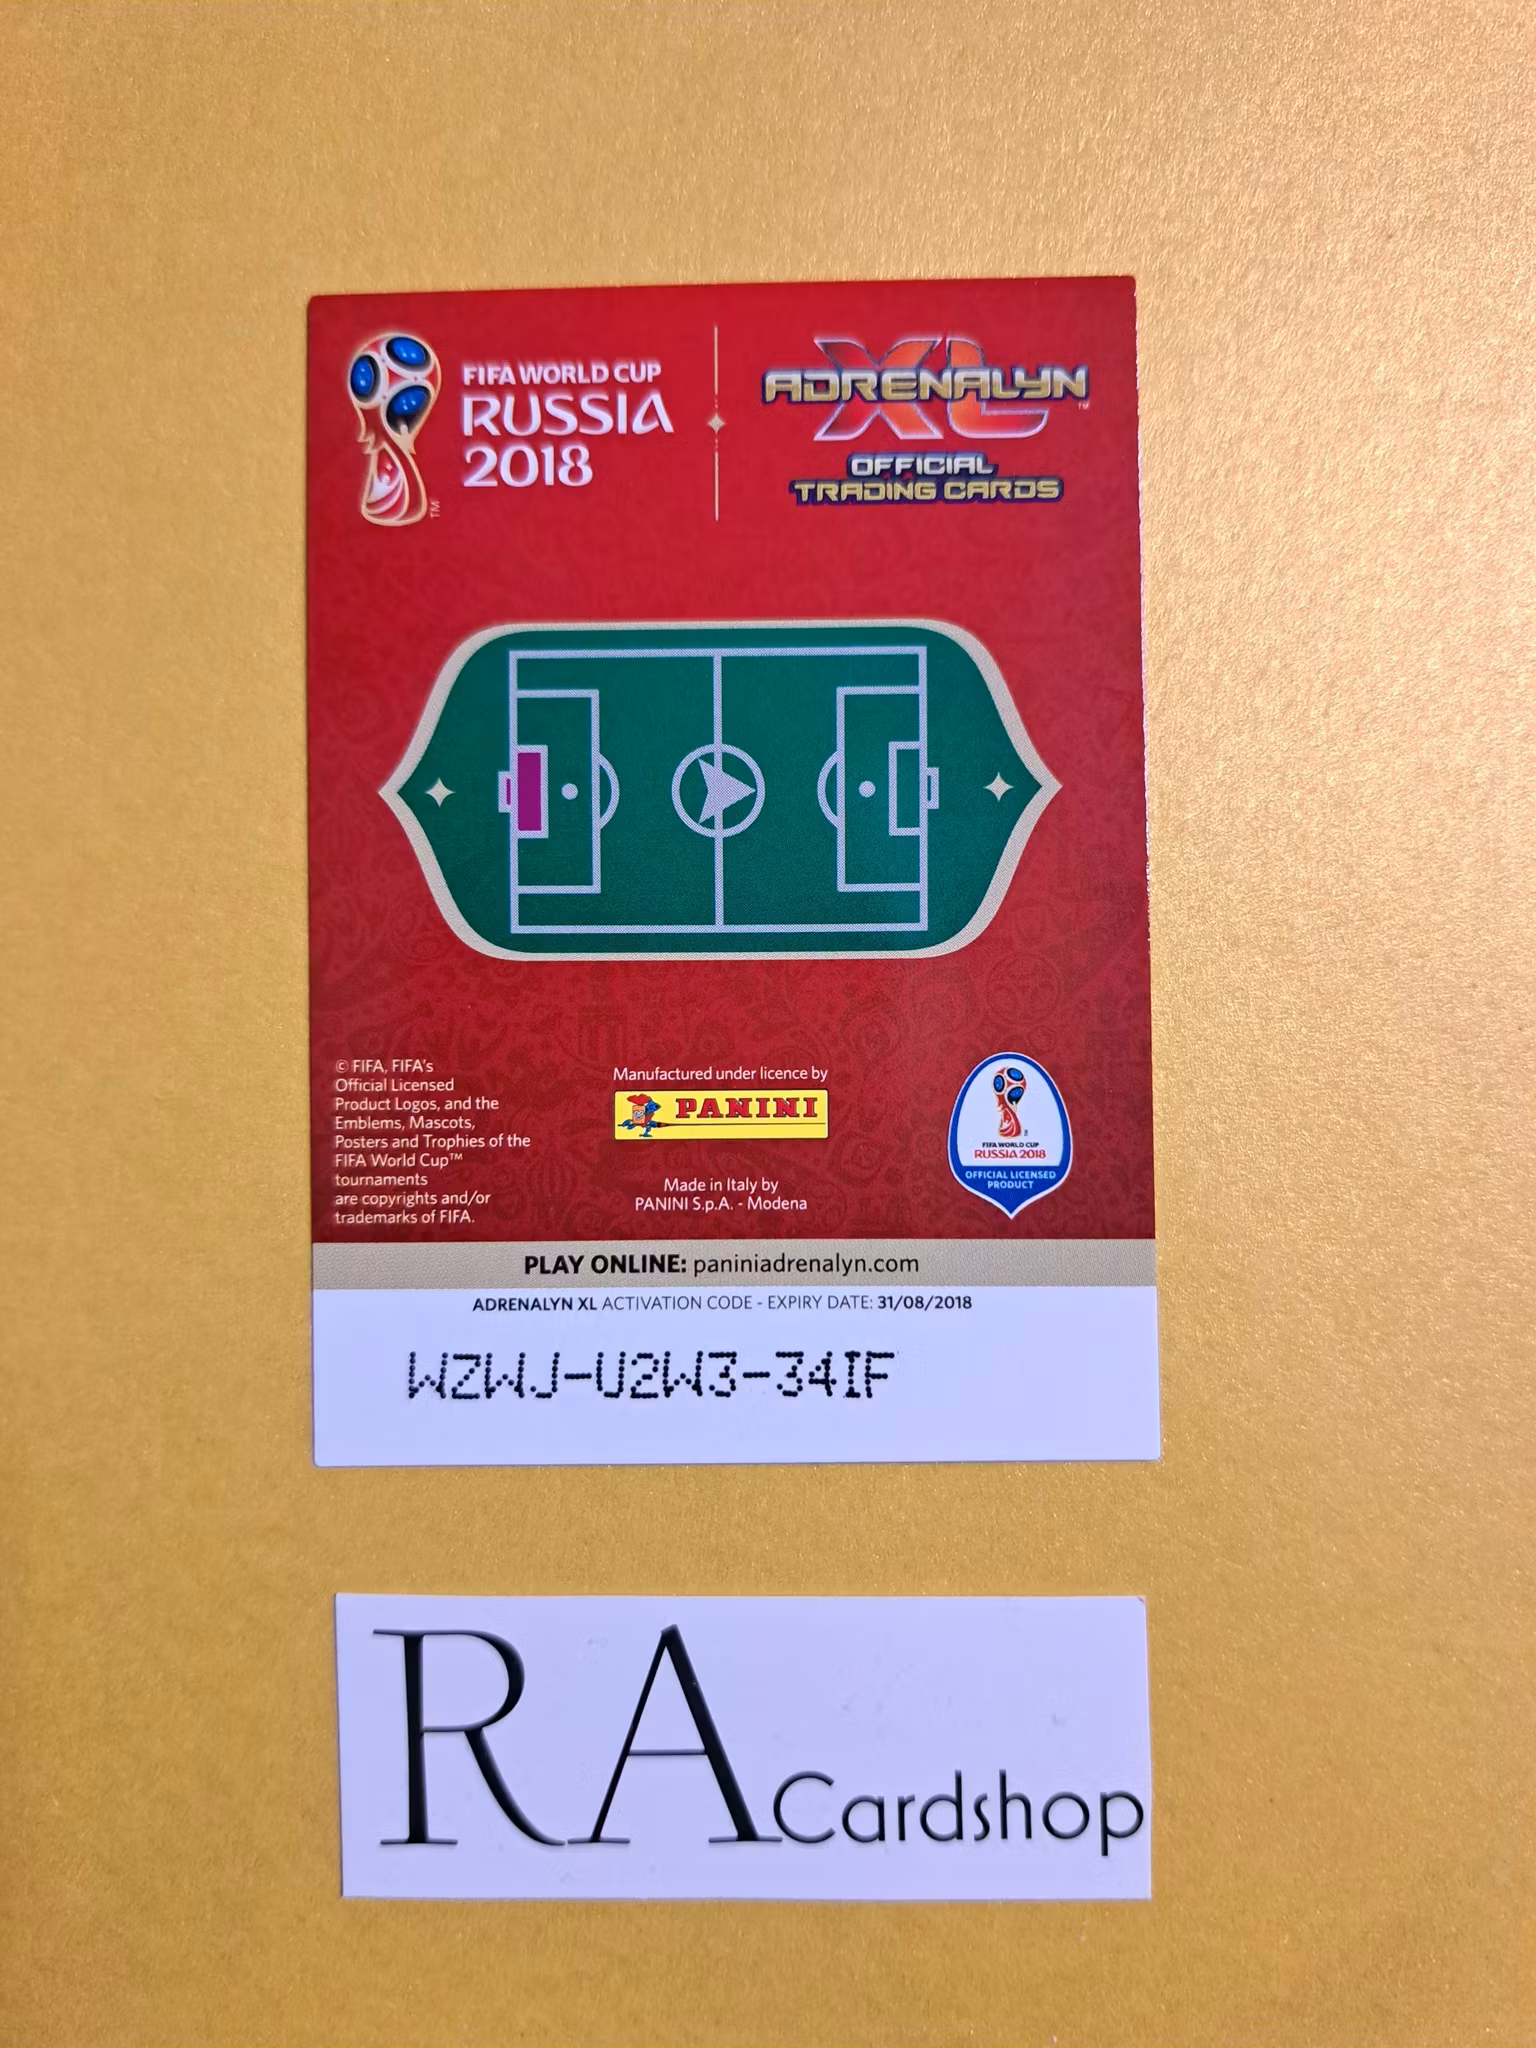 FIFA WORLD CUP
RUSSIA
2018
TM
ADRENALYN
XL
TM
OFFICIAL
TRADING CARDS
© FIFA, FIFA's
Official Licensed
Product Logos, and the
Emblems, Mascots,
Posters and Trophies of the
FIFA World Cup™
tournaments
are copyrights and/or
trademarks of FIFA.
Manufactured under licence by
PANINI
Made in Italy by
PANINI S.p.A. - Modena
FIFA WORLD CUP
RUSSIA 2018
OFFICIAL LICENSED
PRODUCT
PLAY ONLINE: paniniadrenalyn.com
ADRENALYN XL ACTIVATION CODE - EXPIRY DATE: 31/08/2018
WZWJ-U2W3-34IF
RA Cardshop